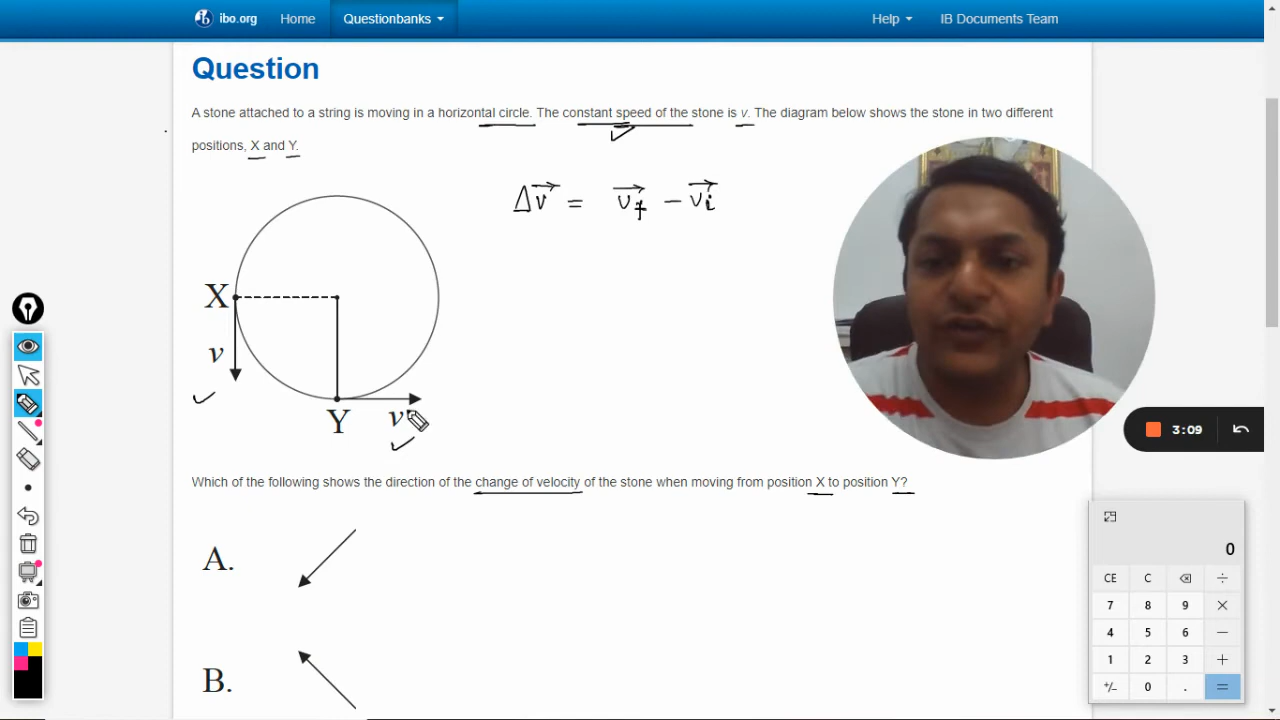 ibo.org Home Questionbanks Help IB Documents Team
Question
A stone attached to a string is moving in a horizontal circle. The constant speed of the stone is v. The diagram below shows the stone in two different
positions, X and Y.
Δv = vf - vi
X
v
Y
v
3:09
Which of the following shows the direction of the change of velocity of the stone when moving from position X to position Y?
0
A.
CE C ÷
7 8 9 ×
4 5 6 −
B.
1 2 3 +
+/- 0 . =